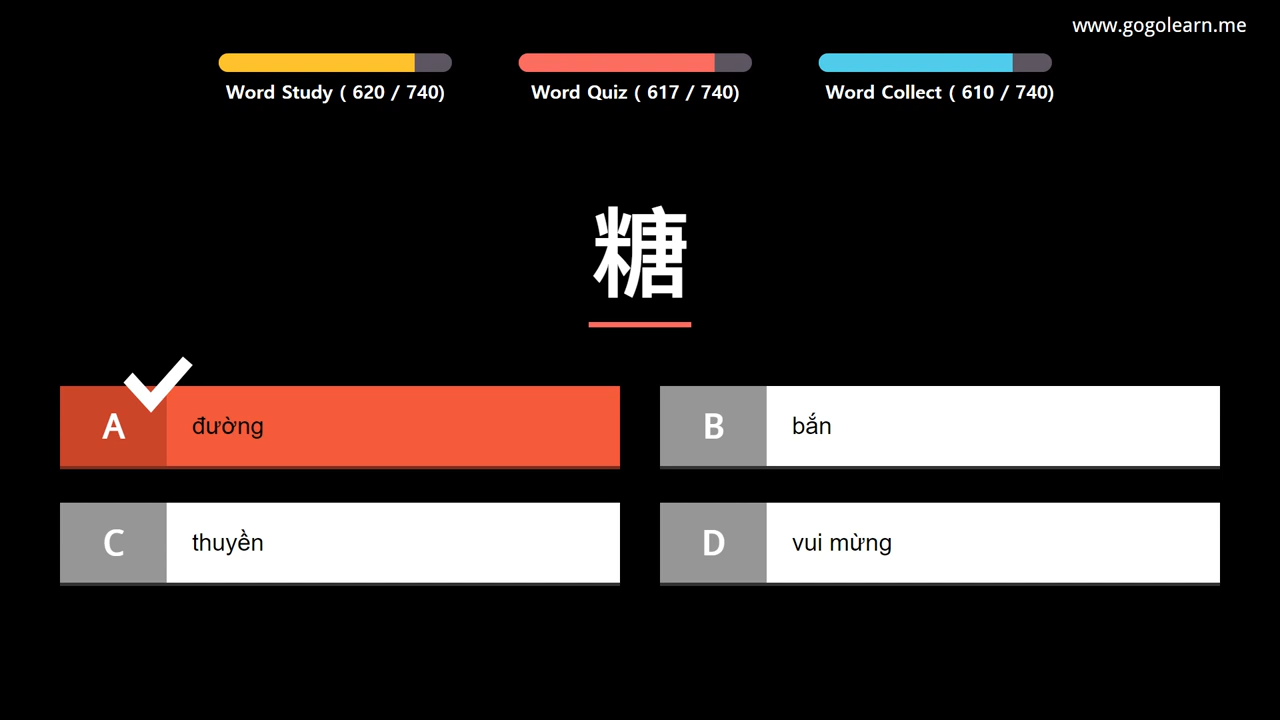 www.gogolearn.me
Word Study ( 620 / 740)
Word Quiz ( 617 / 740)
Word Collect ( 610 / 740)
糖
A đường
B bắn
C thuyền
D vui mừng